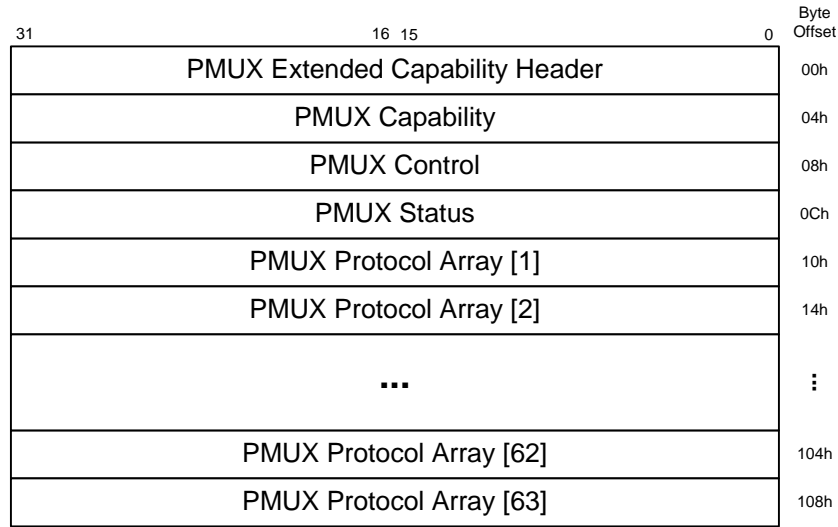 Byte
Offset
31 16 15 0
PMUX Extended Capability Header 00h
PMUX Capability 04h
PMUX Control 08h
PMUX Status 0Ch
PMUX Protocol Array [1] 10h
PMUX Protocol Array [2] 14h
... ...
PMUX Protocol Array [62] 104h
PMUX Protocol Array [63] 108h